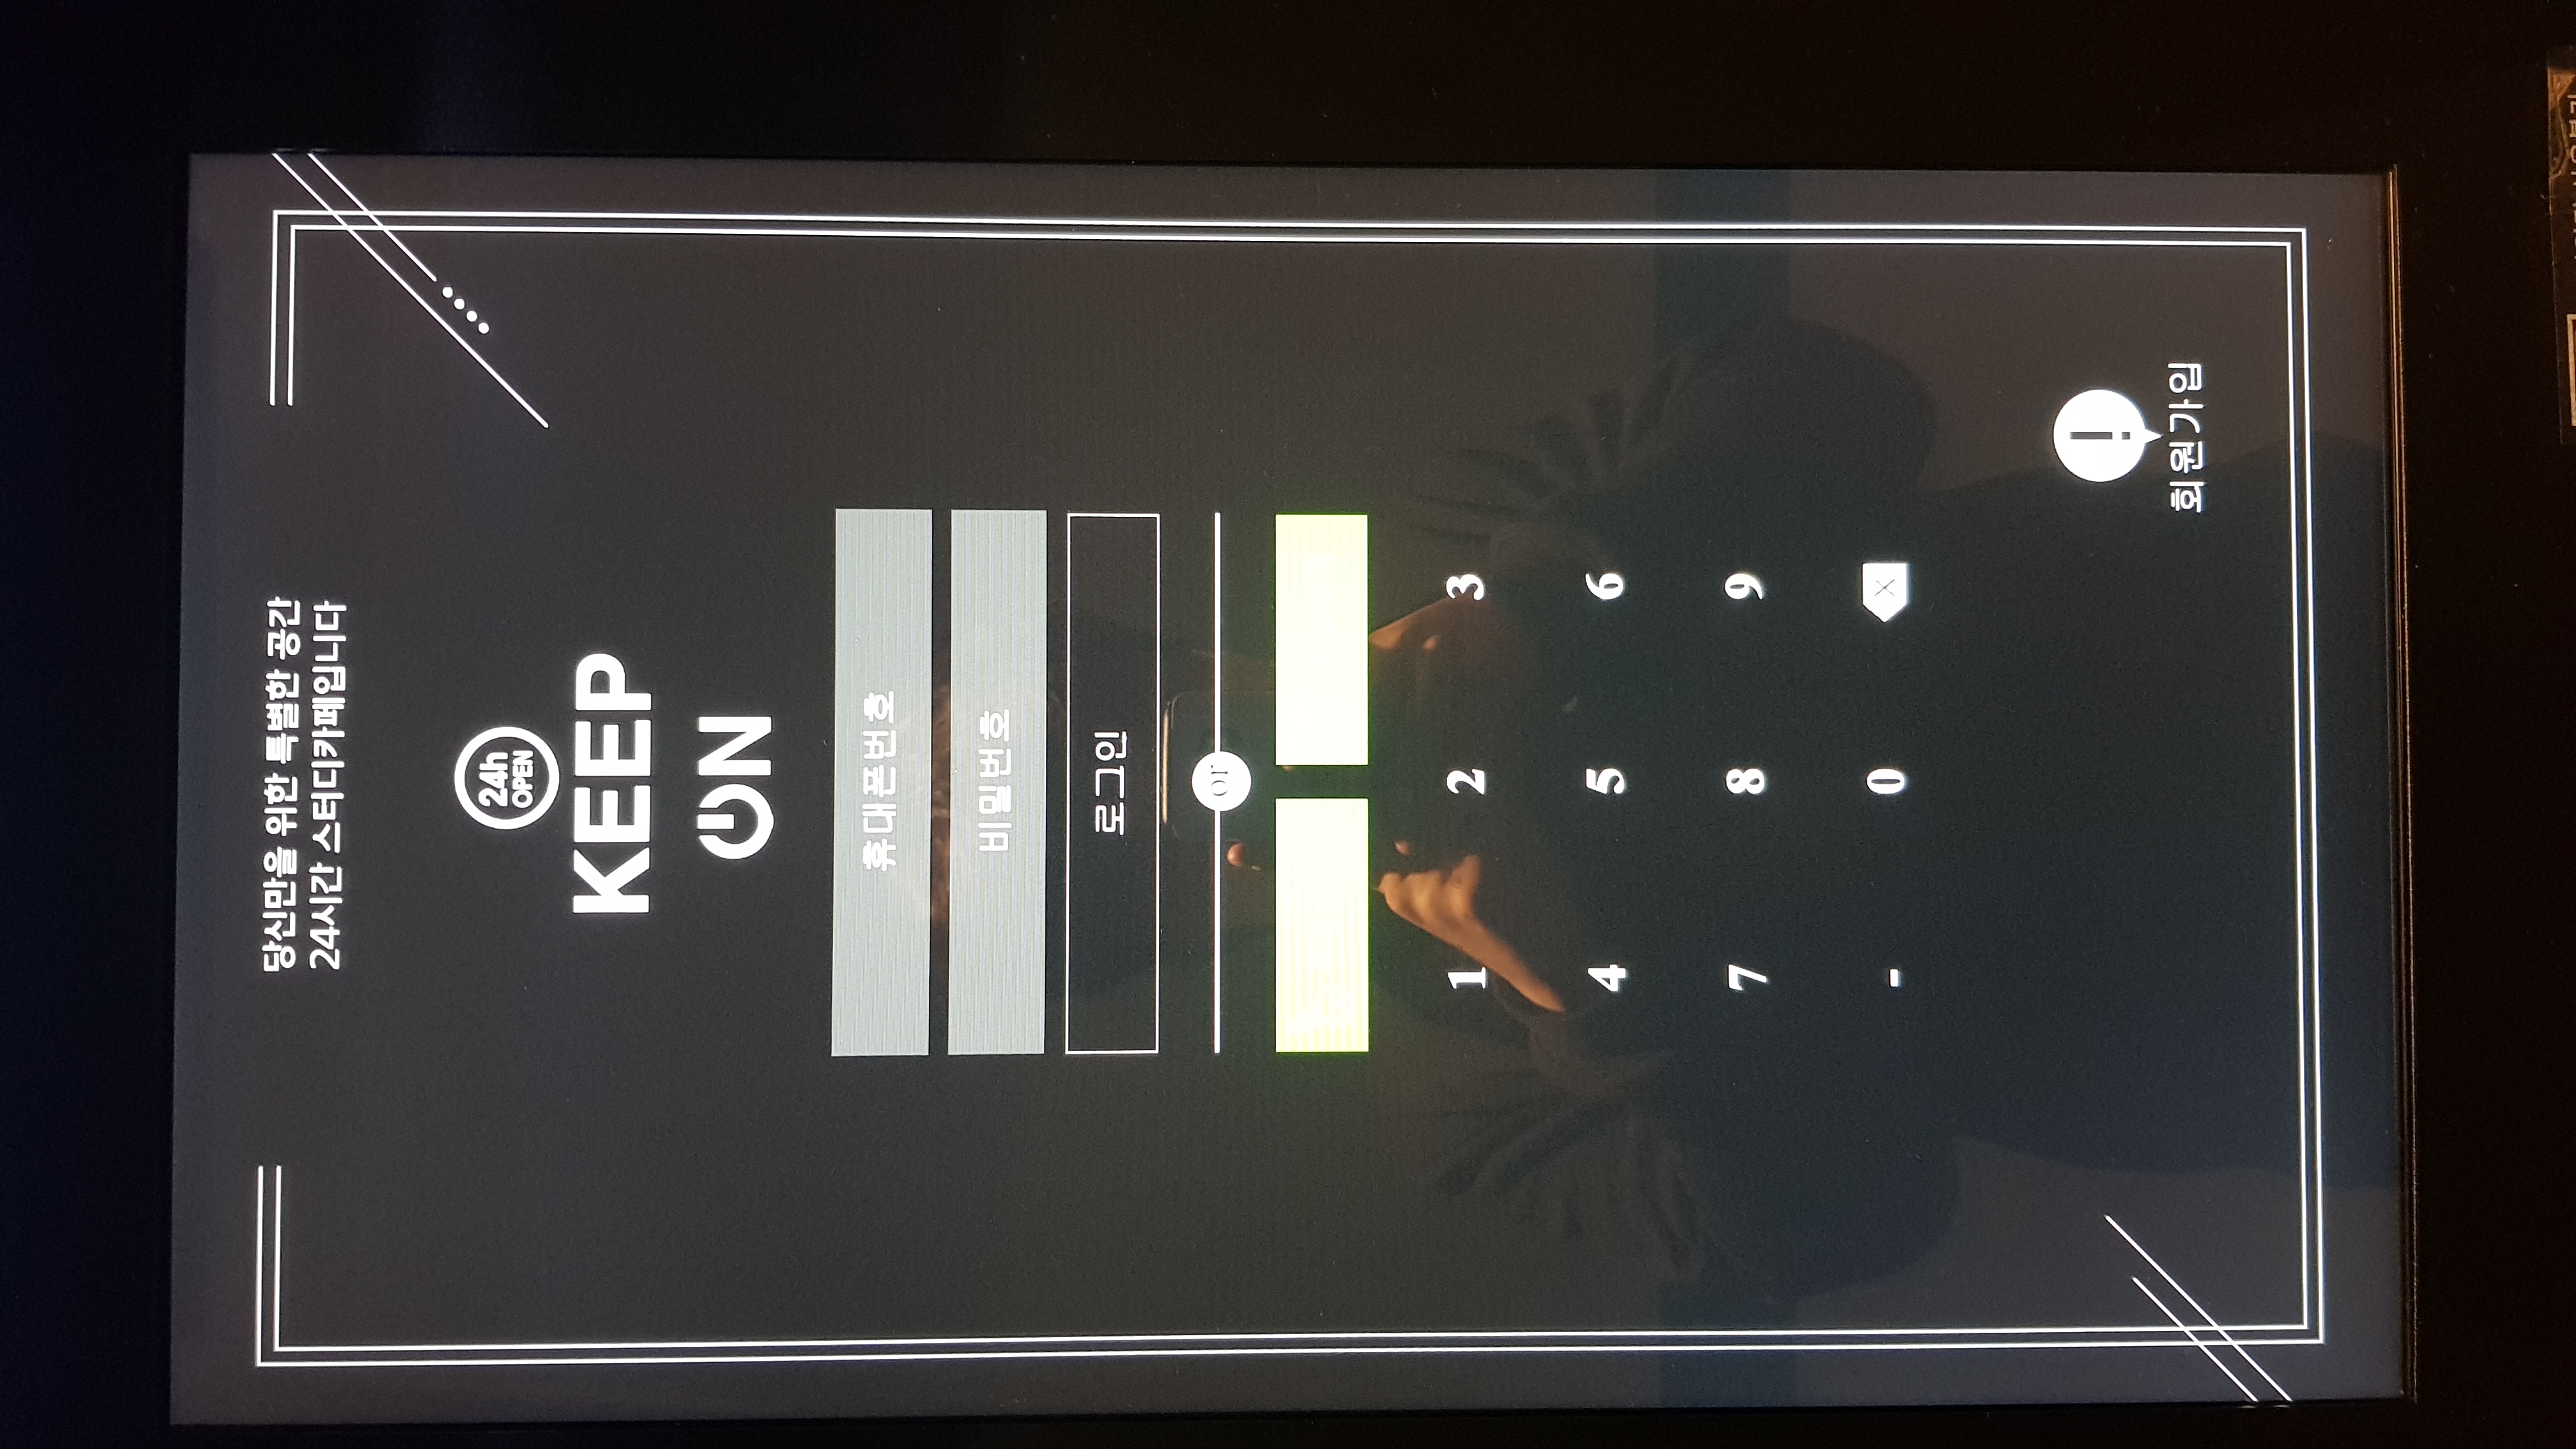 당신만을 위한 특별한 공간
24시간 스터디카페입니다
24h
OPEN
KEEP
ON
휴대폰번호
비밀번호
로그인
or
1 2 3
4 5 6
7 8 9
- 0 X
!
회원가입